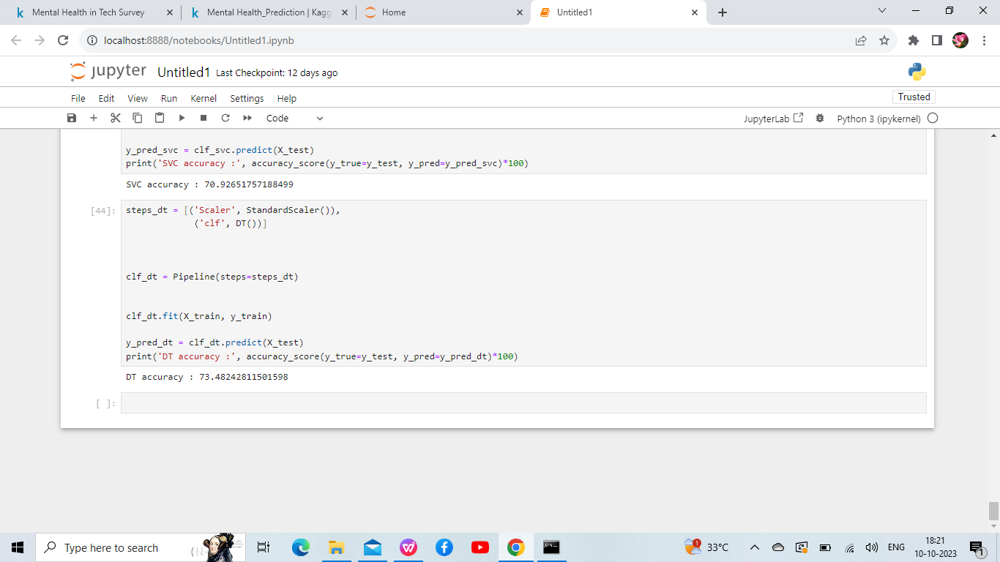 Mental Health in Tech Survey
Mental Health_Prediction | Kagg
Home
Untitled1
localhost:8888/notebooks/Untitled1.ipynb
jupyter Untitled1 Last Checkpoint: 12 days ago
File Edit View Run Kernel Settings Help
Trusted
Code
JupyterLab
Python 3 (ipykernel)
y_pred_svc = clf_svc.predict(X_test)
print('SVC accuracy :', accuracy_score(y_true=y_test, y_pred=y_pred_svc)*100)
SVC accuracy : 70.92651757188499
[44]:
steps_dt = [('Scaler', StandardScaler()),
('clf', DT())]
clf_dt = Pipeline(steps=steps_dt)
clf_dt.fit(X_train, y_train)
y_pred_dt = clf_dt.predict(X_test)
print('DT accuracy :', accuracy_score(y_true=y_test, y_pred=y_pred_dt)*100)
DT accuracy : 73.48242811501598
[ ]:
Type here to search
1
33°C
ENG
18:21
10-10-2023
1